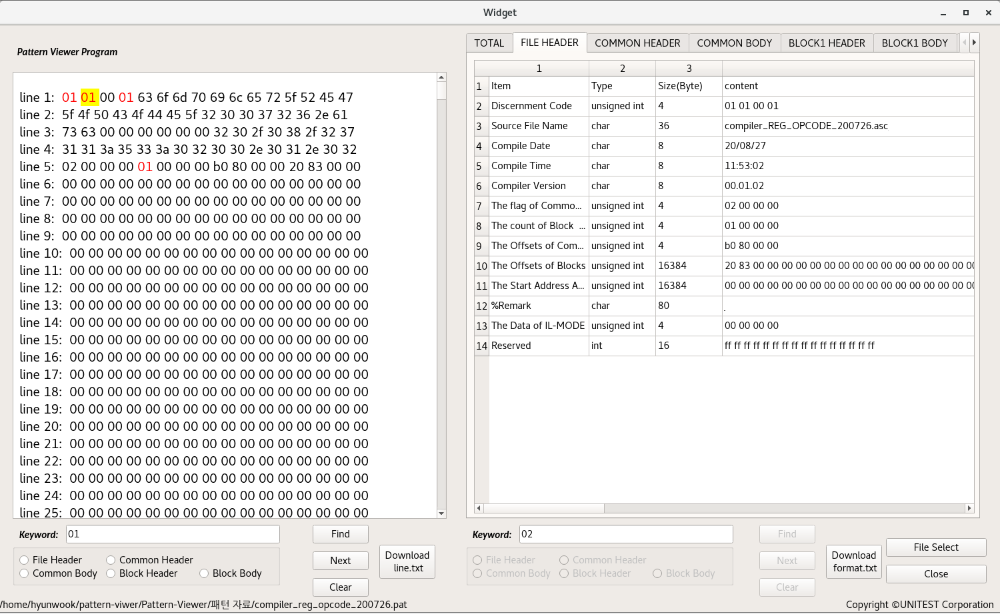 Widget
Pattern Viewer Program
line 1: 01 01 00 01 63 6f 6d 70 69 6c 65 72 5f 52 45 47
line 2: 5f 4f 50 43 4f 44 45 5f 32 30 30 37 32 36 2e 61
line 3: 73 63 00 00 00 00 00 00 32 30 2f 30 38 2f 32 37
line 4: 31 31 3a 35 33 3a 30 32 30 30 2e 30 31 2e 30 32
line 5: 02 00 00 00 01 00 00 00 b0 80 00 00 20 83 00 00
line 6: 00 00 00 00 00 00 00 00 00 00 00 00 00 00 00 00
line 7: 00 00 00 00 00 00 00 00 00 00 00 00 00 00 00 00
line 8: 00 00 00 00 00 00 00 00 00 00 00 00 00 00 00 00
line 9: 00 00 00 00 00 00 00 00 00 00 00 00 00 00 00 00
line 10: 00 00 00 00 00 00 00 00 00 00 00 00 00 00 00 00
line 11: 00 00 00 00 00 00 00 00 00 00 00 00 00 00 00 00
line 12: 00 00 00 00 00 00 00 00 00 00 00 00 00 00 00 00
line 13: 00 00 00 00 00 00 00 00 00 00 00 00 00 00 00 00
line 14: 00 00 00 00 00 00 00 00 00 00 00 00 00 00 00 00
line 15: 00 00 00 00 00 00 00 00 00 00 00 00 00 00 00 00
line 16: 00 00 00 00 00 00 00 00 00 00 00 00 00 00 00 00
line 17: 00 00 00 00 00 00 00 00 00 00 00 00 00 00 00 00
line 18: 00 00 00 00 00 00 00 00 00 00 00 00 00 00 00 00
line 19: 00 00 00 00 00 00 00 00 00 00 00 00 00 00 00 00
line 20: 00 00 00 00 00 00 00 00 00 00 00 00 00 00 00 00
line 21: 00 00 00 00 00 00 00 00 00 00 00 00 00 00 00 00
line 22: 00 00 00 00 00 00 00 00 00 00 00 00 00 00 00 00
line 23: 00 00 00 00 00 00 00 00 00 00 00 00 00 00 00 00
line 24: 00 00 00 00 00 00 00 00 00 00 00 00 00 00 00 00
line 25: 00 00 00 00 00 00 00 00 00 00 00 00 00 00 00 00
Keyword: 01
Find
File Header Common Header
Common Body Block Header Block Body
Next
Clear
Download
line.txt
TOTAL FILE HEADER COMMON HEADER COMMON BODY BLOCK1 HEADER BLOCK1 BODY
1 2 3
1 Item Type Size(Byte) content
2 Discernment Code unsigned int 4 01 01 00 01
3 Source File Name char 36 compiler_REG_OPCODE_200726.asc
4 Compile Date char 8 20/08/27
5 Compile Time char 8 11:53:02
6 Compiler Version char 8 00.01.02
7 The flag of Commo... unsigned int 4 02 00 00 00
8 The count of Block ... unsigned int 4 01 00 00 00
9 The Offsets of Com... unsigned int 4 b0 80 00 00
10 The Offsets of Blocks unsigned int 16384 20 83 00 00 00 00 00 00 00 00 00 00 00 00 00 00 00 00
11 The Start Address A... unsigned int 16384 00 00 00 00 00 00 00 00 00 00 00 00 00 00 00 00 00 00
12 %Remark char 80 .
13 The Data of IL-MODE unsigned int 4 00 00 00 00
14 Reserved int 16 ff ff ff ff ff ff ff ff ff ff ff ff ff ff ff ff
Keyword: 02
Find
File Header Common Header
Common Body Block Header Block Body
Next
Clear
Download
format.txt
File Select
Close
/home/hyunwook/pattern-viwer/Pattern-Viewer/패턴 자료/compiler_reg_opcode_200726.pat
Copyright ©UNITEST Corporation